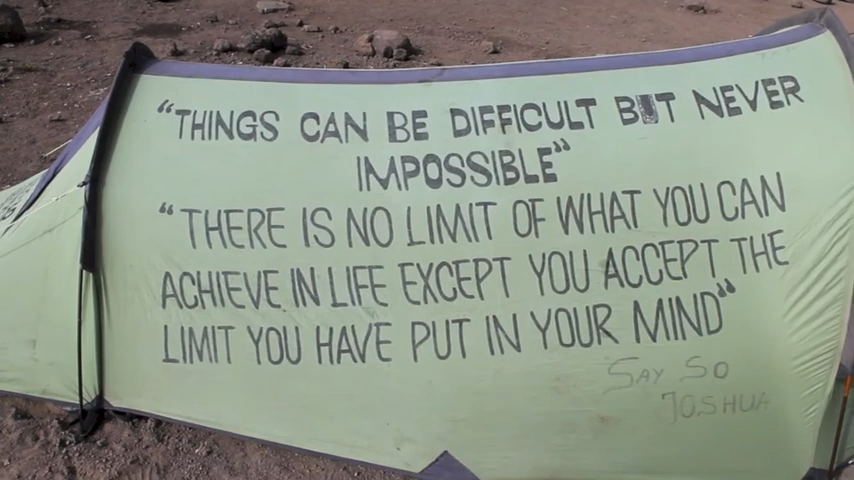 “THINGS CAN BE DIFFICULT BUT NEVER
IMPOSSIBLE”
“THERE IS NO LIMIT OF WHAT YOU CAN
ACHIEVE IN LIFE EXCEPT YOU ACCEPT THE
LIMIT YOU HAVE PUT IN YOUR MIND”
SAY SO
JOSHUA